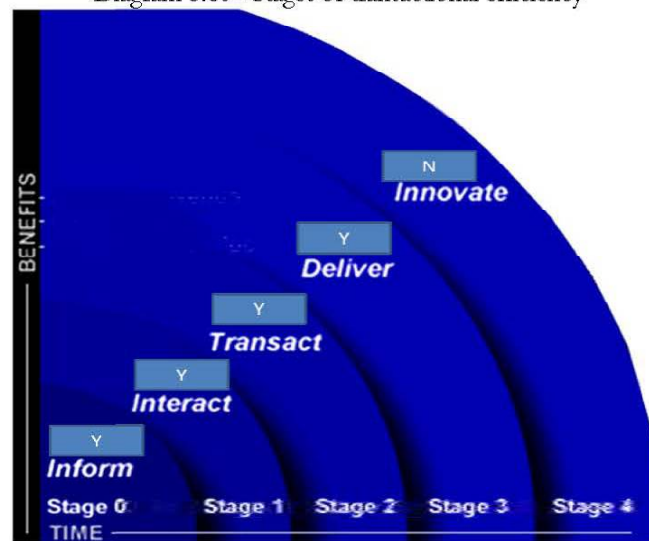 BENEFITS
N
Innovate
Y
Deliver
Y
Transact
Y
Interact
Y
Inform
Stage 0 Stage 1 Stage 2 Stage 3 Stage 4
TIME